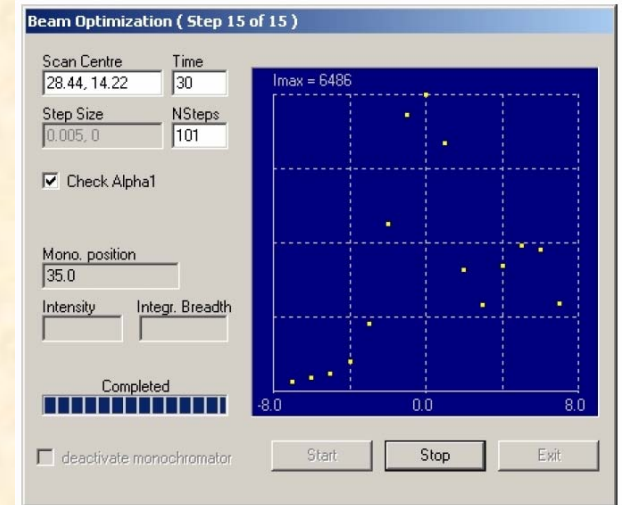 Beam Optimization ( Step 15 of 15 )
Scan Centre Time
28.44, 14.22 30
Step Size NSteps
0.005, 0 101
Check Alpha1
Mono. position
35.0
Intensity Integr. Breadth
Completed
deactivate monochromator
Imax = 6486
-8.0 0.0 8.0
Start Stop Exit